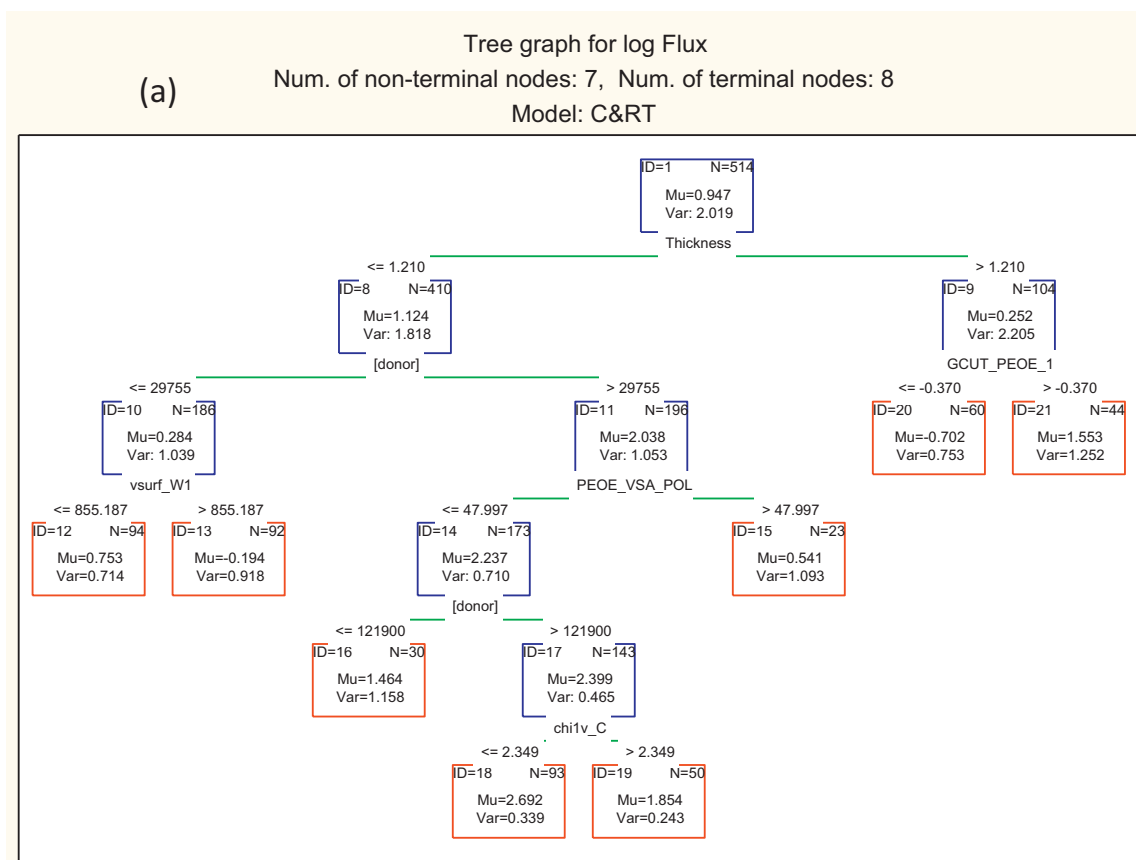 Tree graph for log Flux
(a)
Num. of non-terminal nodes: 7, Num. of terminal nodes: 8
Model: C&RT
ID=1 N=514
Mu=0.947
Var: 2.019
Thickness
<= 1.210 > 1.210
ID=8 N=410 ID=9 N=104
Mu=1.124 Mu=0.252
Var: 1.818 Var: 2.205
[donor] GCUT_PEOE_1
<= 29755 > 29755 <= -0.370 > -0.370
ID=10 N=186 ID=11 N=196 ID=20 N=60 ID=21 N=44
Mu=0.284 Mu=2.038 Mu=-0.702 Mu=1.553
Var: 1.039 Var: 1.053 Var=0.753 Var=1.252
vsurf_W1 PEOE_VSA_POL
<= 855.187 > 855.187 <= 47.997 > 47.997
ID=12 N=94 ID=13 N=92 ID=14 N=173 ID=15 N=23
Mu=0.753 Mu=-0.194 Mu=2.237 Mu=0.541
Var=0.714 Var=0.918 Var: 0.710 Var=1.093
[donor]
<= 121900 > 121900
ID=16 N=30 ID=17 N=143
Mu=1.464 Mu=2.399
Var=1.158 Var: 0.465
chi1v_C
<= 2.349 > 2.349
ID=18 N=93 ID=19 N=50
Mu=2.692 Mu=1.854
Var=0.339 Var=0.243